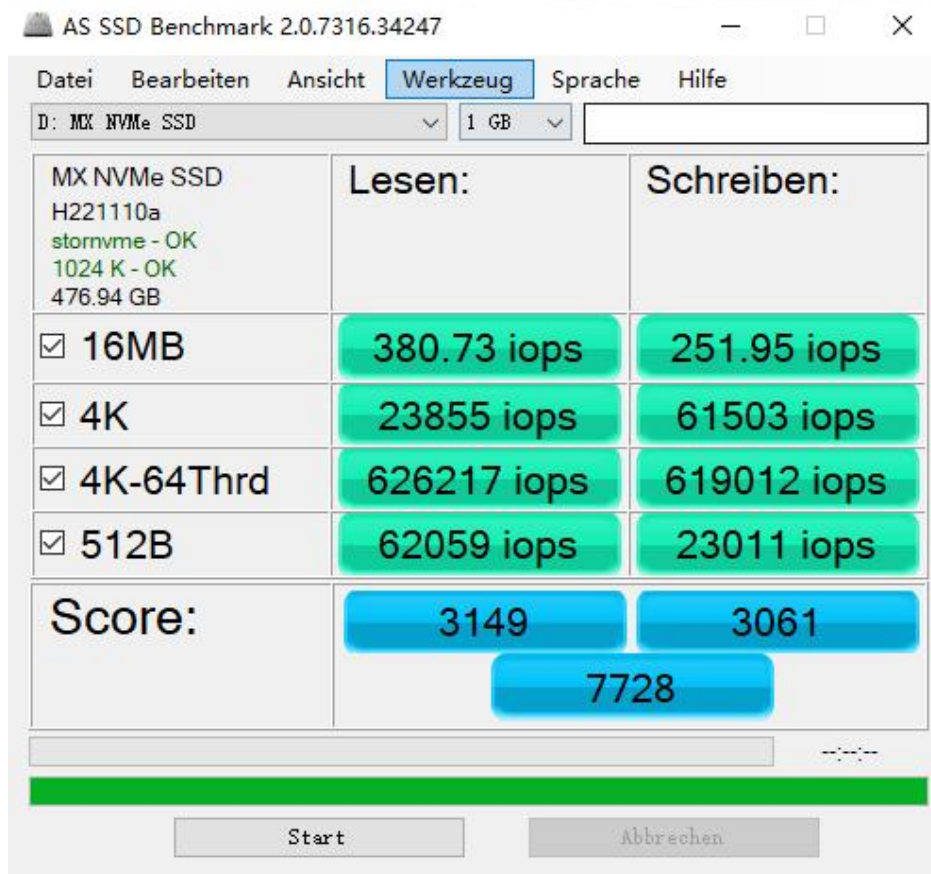 AS SSD Benchmark 2.0.7316.34247
Datei Bearbeiten Ansicht Werkzeug Sprache Hilfe
D: MX NVMe SSD 1 GB
MX NVMe SSD Lesen: Schreiben:
H221110a
stornvme - OK
1024 K - OK
476.94 GB
16MB 380.73 iops 251.95 iops
4K 23855 iops 61503 iops
4K-64Thrd 626217 iops 619012 iops
512B 62059 iops 23011 iops
Score: 3149 3061
7728
--:--:--
Start Abbrechen